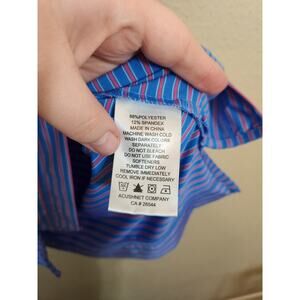 88%POLYESTER
12% SPANDEX
MADE IN CHINA
MACHINE WASH COLD
WASH DARK COLORS
SEPARATELY
DO NOT BLEACH
DO NOT USE FABRIC
SOFTENERS
TUMBLE DRY LOW
REMOVE IMMEDIATELY
COOL IRON IF NECESSARY
ACUSHNET COMPANY
CA # 26544